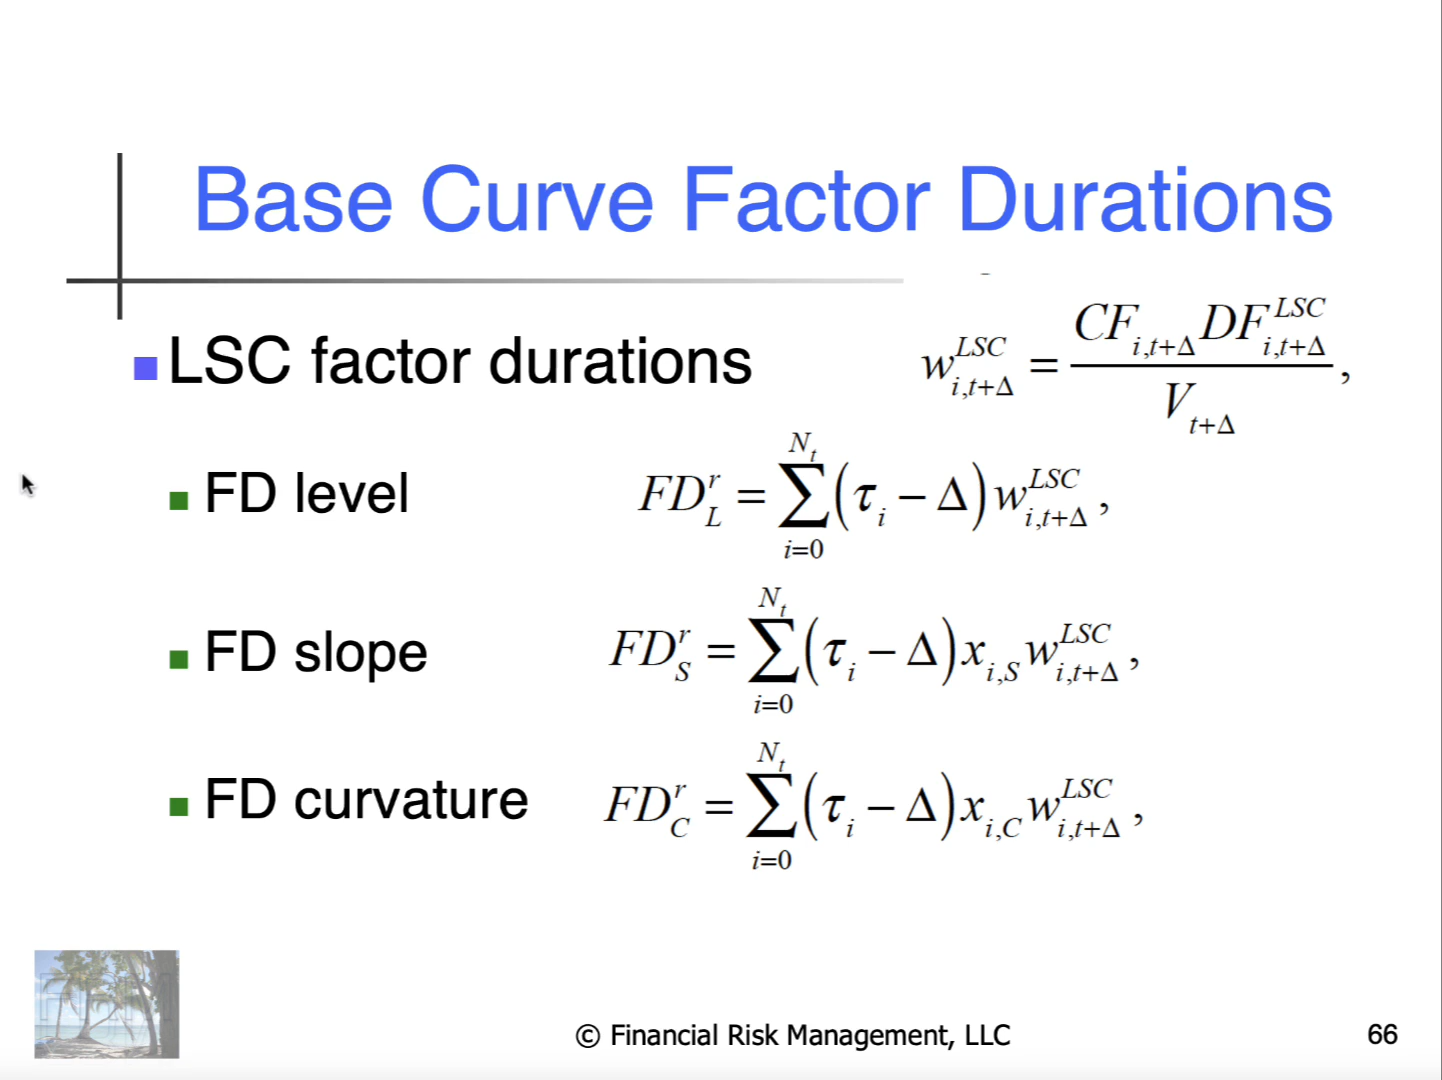 Base Curve Factor Durations
LSC factor durations
$w_{i,t+\Delta}^{LSC} = \frac{CF_{i,t+\Delta} DF_{i,t+\Delta}^{LSC}}{V_{t+\Delta}},$
FD level
$FD_L^r = \sum_{i=0}^{N_t} (\tau_i - \Delta) w_{i,t+\Delta}^{LSC},$
FD slope
$FD_S^r = \sum_{i=0}^{N_t} (\tau_i - \Delta) x_{i,S} w_{i,t+\Delta}^{LSC},$
FD curvature
$FD_C^r = \sum_{i=0}^{N_t} (\tau_i - \Delta) x_{i,C} w_{i,t+\Delta}^{LSC},$
© Financial Risk Management, LLC
66